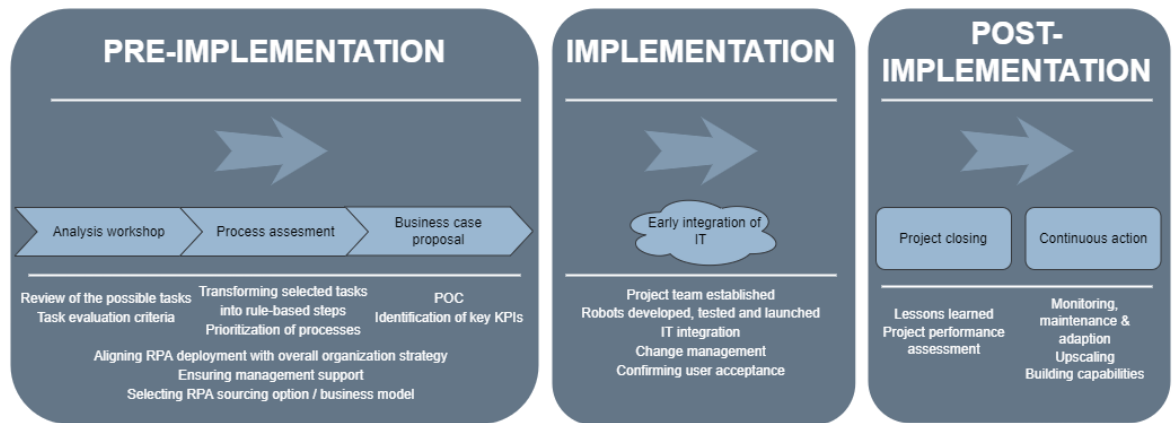 PRE-IMPLEMENTATION
Analysis workshop
Process assesment
Business case
proposal
Review of the possible tasks
Task evaluation criteria
Transforming selected tasks
into rule-based steps
Prioritization of processes
POC
Identification of key KPIs
Aligning RPA deployment with overall organization strategy
Ensuring management support
Selecting RPA sourcing option / business model
IMPLEMENTATION
Early integration of
IT
Project team established
Robots developed, tested and launched
IT integration
Change management
Confirming user acceptance
POST-
IMPLEMENTATION
Project closing
Continuous action
Lessons learned
Project performance
assessment
Monitoring,
maintenance &
adaption
Upscaling
Building capabilities